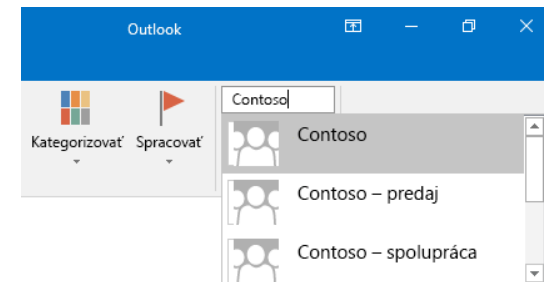 Outlook
Contoso
Kategorizovať Spracovať
Contoso
Contoso – predaj
Contoso – spolupráca